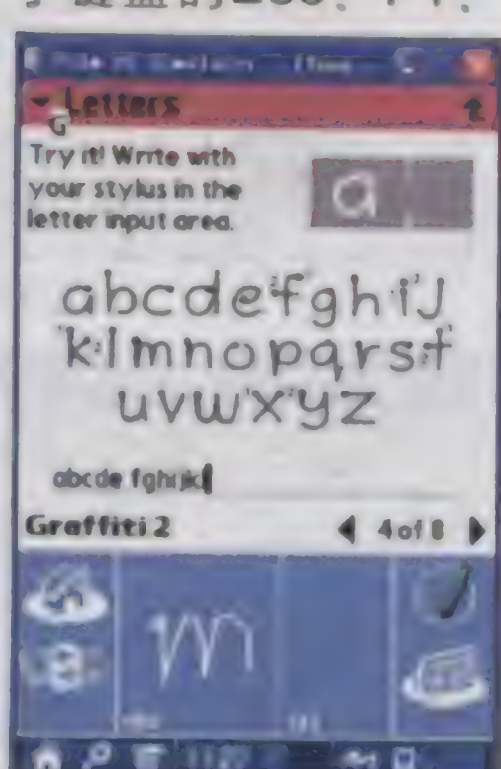 Letters
G
Try it! Write with
your stylus in the
letter input area.
a
abcdefghiJ
klmnopqrst
uvwxyz
abcde fghijk
Graffiti 2
4 of 8
m